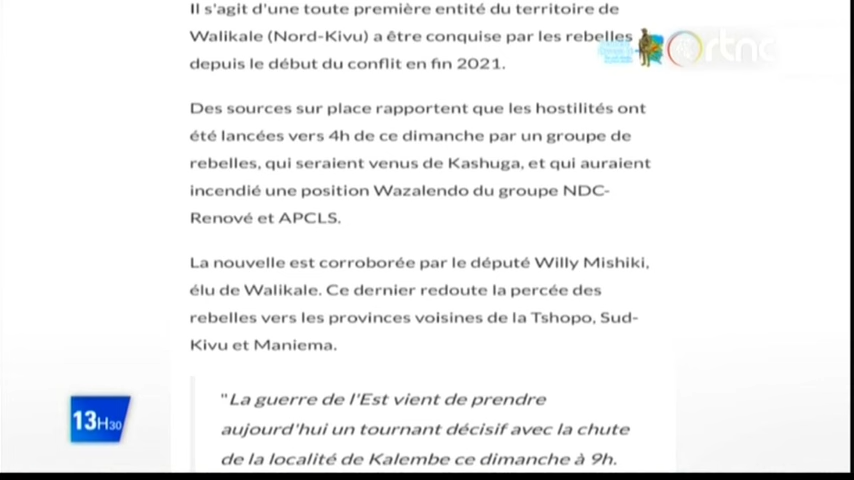 Il s'agit d'une toute première entité du territoire de
Walikale (Nord-Kivu) a être conquise par les rebelles
depuis le début du conflit en fin 2021.
rtnc
Des sources sur place rapportent que les hostilités ont
été lancées vers 4h de ce dimanche par un groupe de
rebelles, qui seraient venus de Kashuga, et qui auraient
incendié une position Wazalendo du groupe NDC-
Renové et APCLS.
La nouvelle est corroborée par le député Willy Mishiki,
élu de Walikale. Ce dernier redoute la percée des
rebelles vers les provinces voisines de la Tshopo, Sud-
Kivu et Maniema.
"La guerre de l'Est vient de prendre
aujourd'hui un tournant décisif avec la chute
de la localité de Kalembe ce dimanche à 9h.
13H30